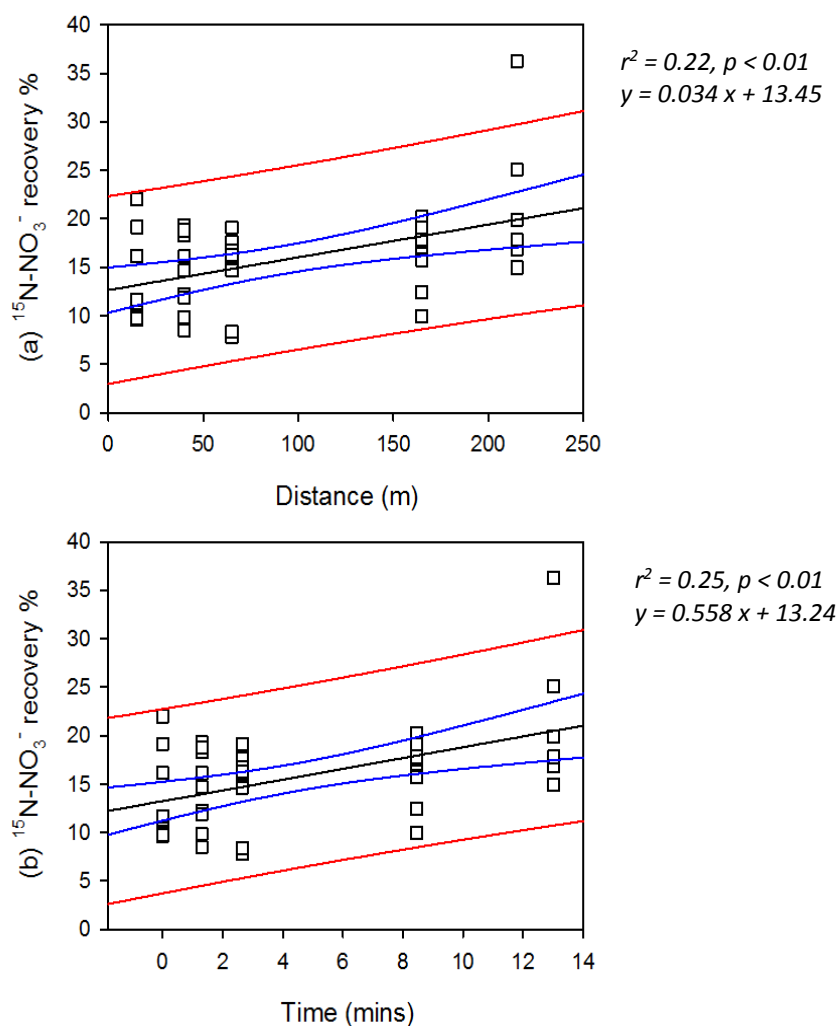 40
35
30
25
20
15
10
5
0
(a) ¹⁵N-NO₃⁻ recovery %
r² = 0.22, p < 0.01
y = 0.034 x + 13.45
0 50 100 150 200 250
Distance (m)
40
35
30
25
20
15
10
5
0
(b) ¹⁵N-NO₃⁻ recovery %
r² = 0.25, p < 0.01
y = 0.558 x + 13.24
0 2 4 6 8 10 12 14
Time (mins)